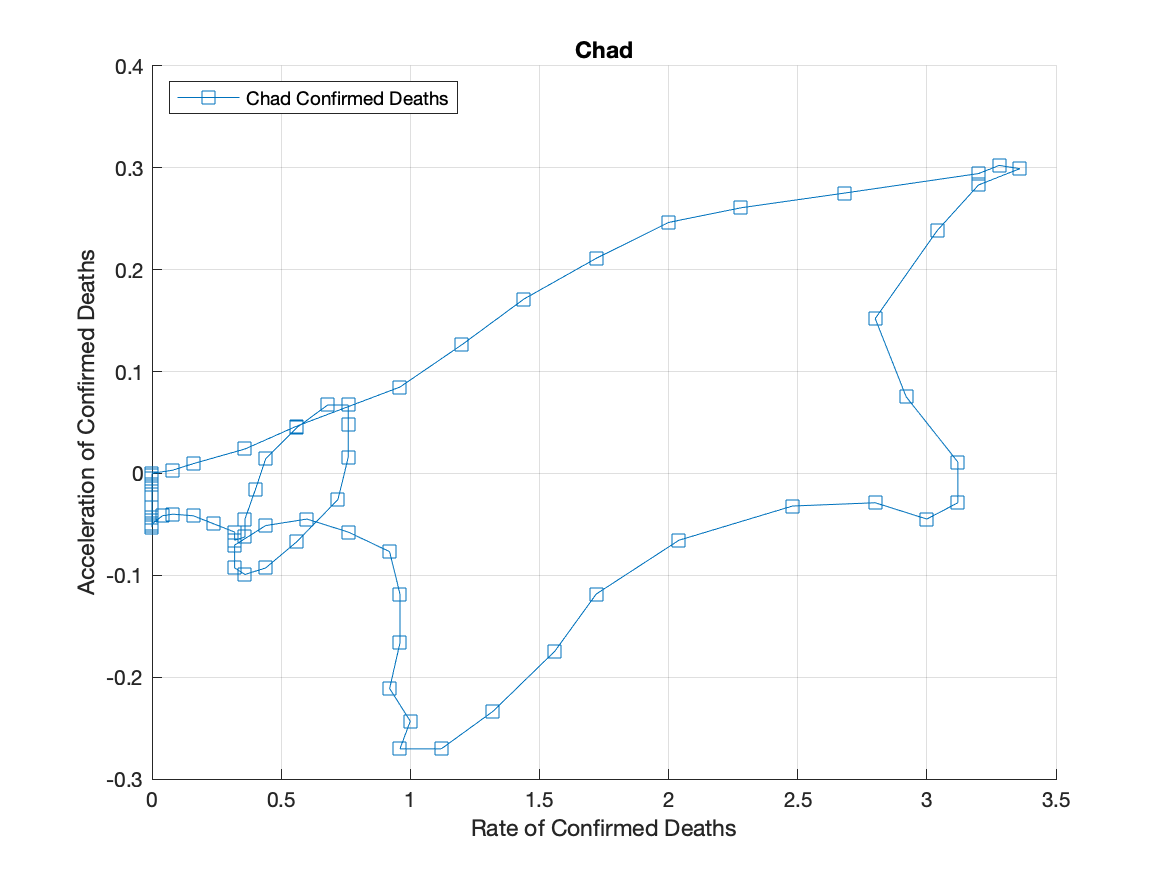 Chad
Chad Confirmed Deaths
Acceleration of Confirmed Deaths
0.4
0.3
0.2
0.1
0
-0.1
-0.2
-0.3
0 0.5 1 1.5 2 2.5 3 3.5
Rate of Confirmed Deaths